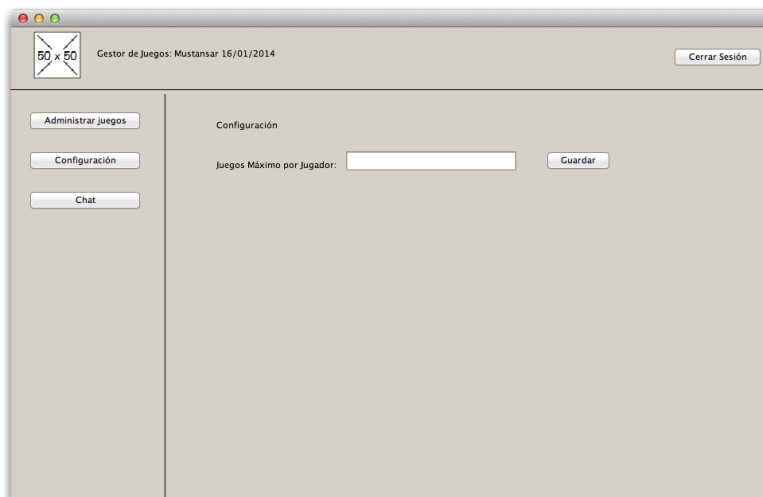 50 x 50
Gestor de Juegos: Mustansar 16/01/2014
Cerrar Sesión
Administrar juegos
Configuración
Configuración
Juegos Máximo por Jugador:
Guardar
Chat